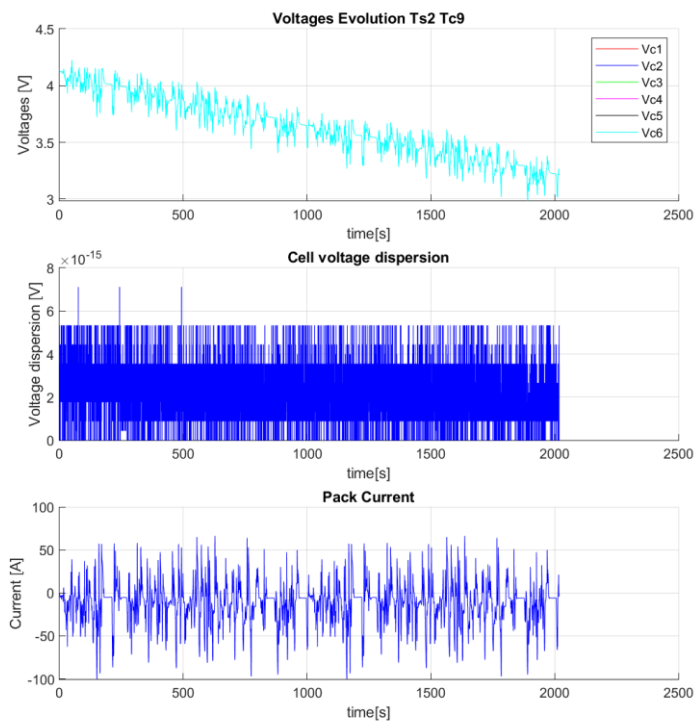 Voltages Evolution Ts2 Tc9
4.5
4
3.5
3
Voltages [V]
Vc1
Vc2
Vc3
Vc4
Vc5
Vc6
0 500 1000 1500 2000 2500
time[s]
Cell voltage dispersion
×10⁻¹⁵
8
6
4
2
0
Voltage dispersion [V]
0 500 1000 1500 2000 2500
time[s]
Pack Current
100
50
0
-50
-100
Current [A]
0 500 1000 1500 2000 2500
time[s]